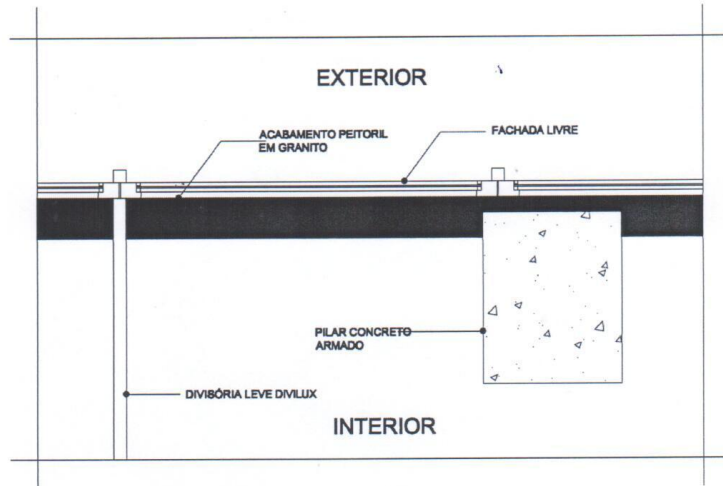 EXTERIOR
ACABAMENTO PEITORIL
EM GRANITO
FACHADA LIVRE
PILAR CONCRETO
ARMADO
DIVISÓRIA LEVE DIVILUX
INTERIOR